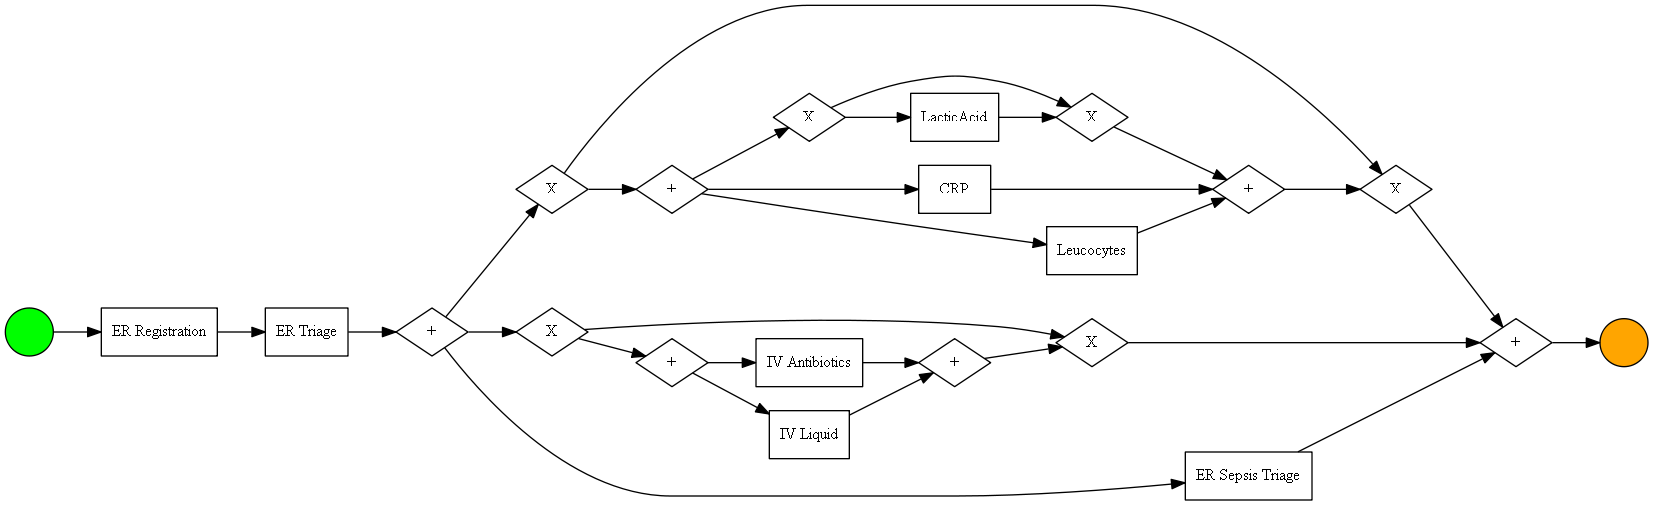 X
LacticAcid
X
X
+
CRP
+
X
Leucocytes
ER Registration
ER Triage
+
X
X
+
+
IV Antibiotics
+
IV Liquid
ER Sepsis Triage